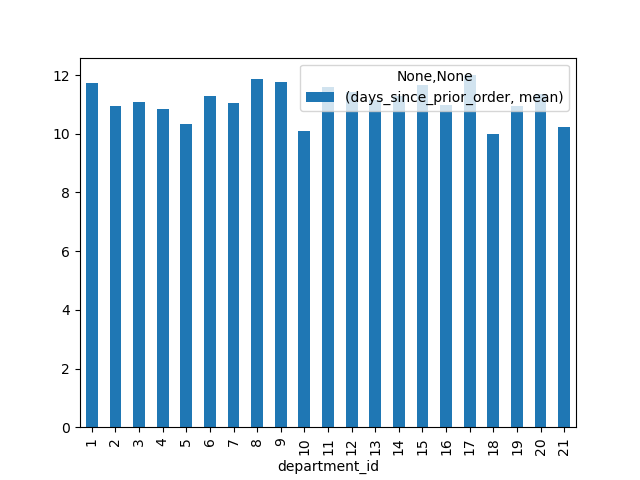 None,None
(days_since_prior_order, mean)
12
10
8
6
4
2
0
1 2 3 4 5 6 7 8 9 10 11 12 13 14 15 16 17 18 19 20 21
department_id